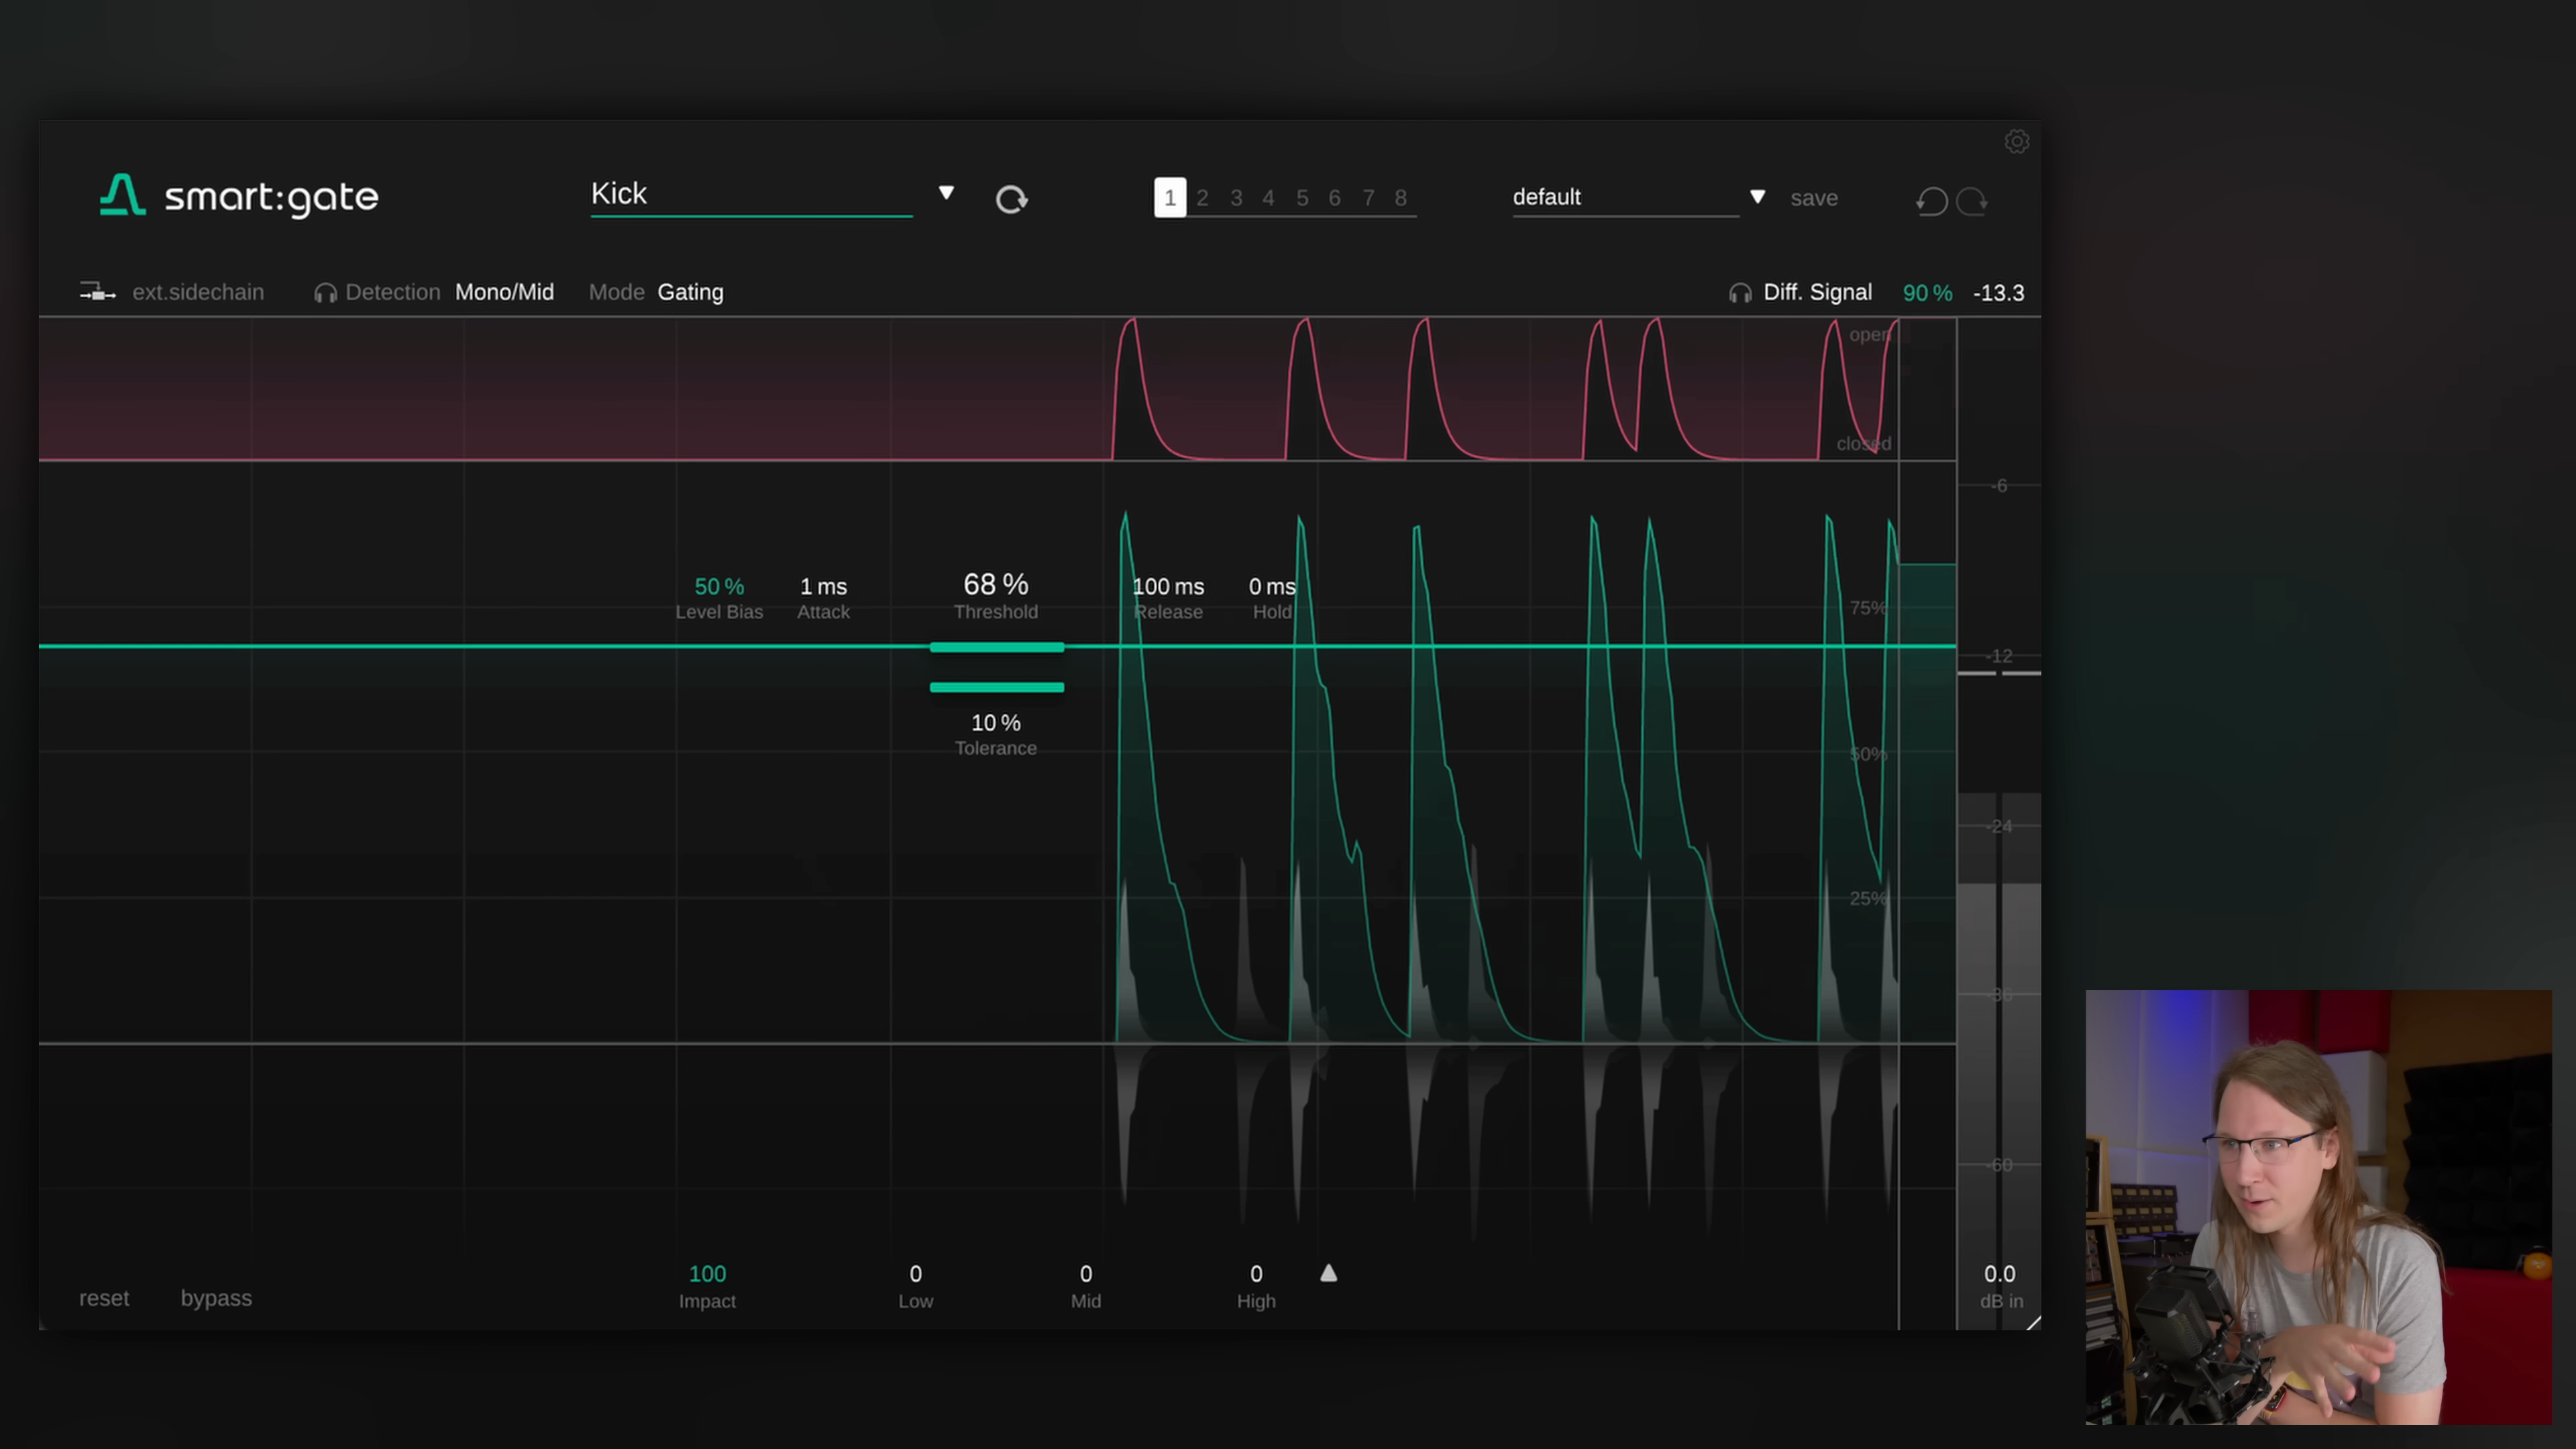 smart:gate
Kick
1 2 3 4 5 6 7 8
default
save
ext.sidechain
Detection Mono/Mid
Mode Gating
Diff. Signal
90 % -13.3
open
closed
-6
50 %
Level Bias
1 ms
Attack
68 %
Threshold
100 ms
Release
0 ms
Hold
75%
-12
10 %
Tolerance
50%
-24
25%
-36
-60
reset
bypass
100
Impact
0
Low
0
Mid
0
High
0.0
dB in